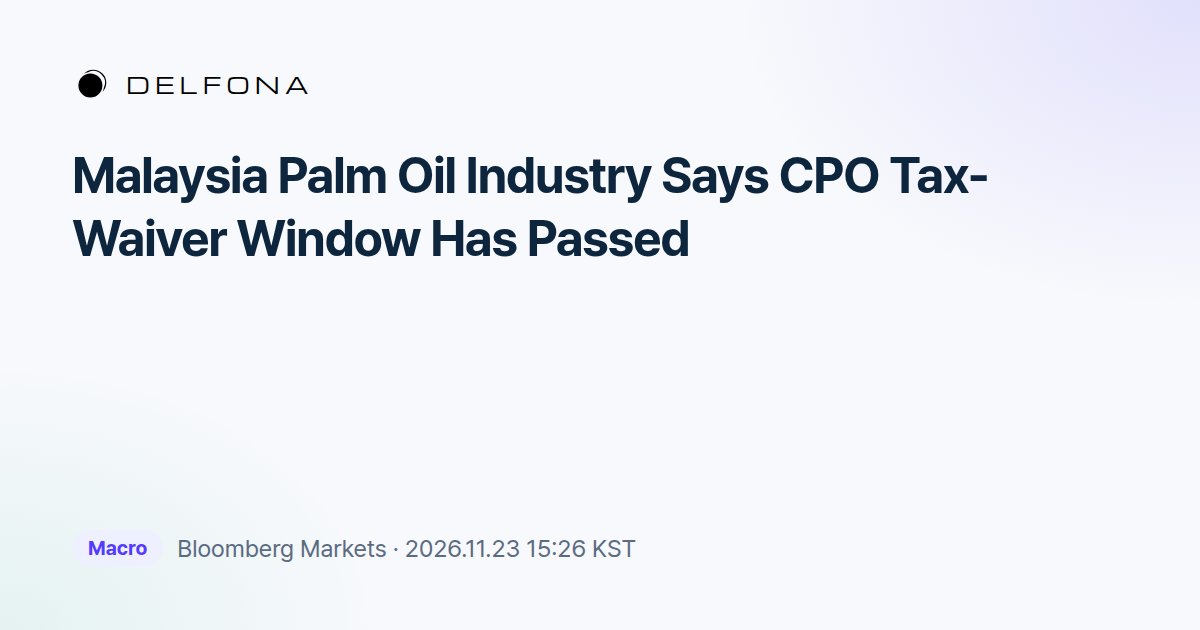 DELFONA
Malaysia Palm Oil Industry Says CPO Tax-
Waiver Window Has Passed
Macro Bloomberg Markets · 2026.11.23 15:26 KST